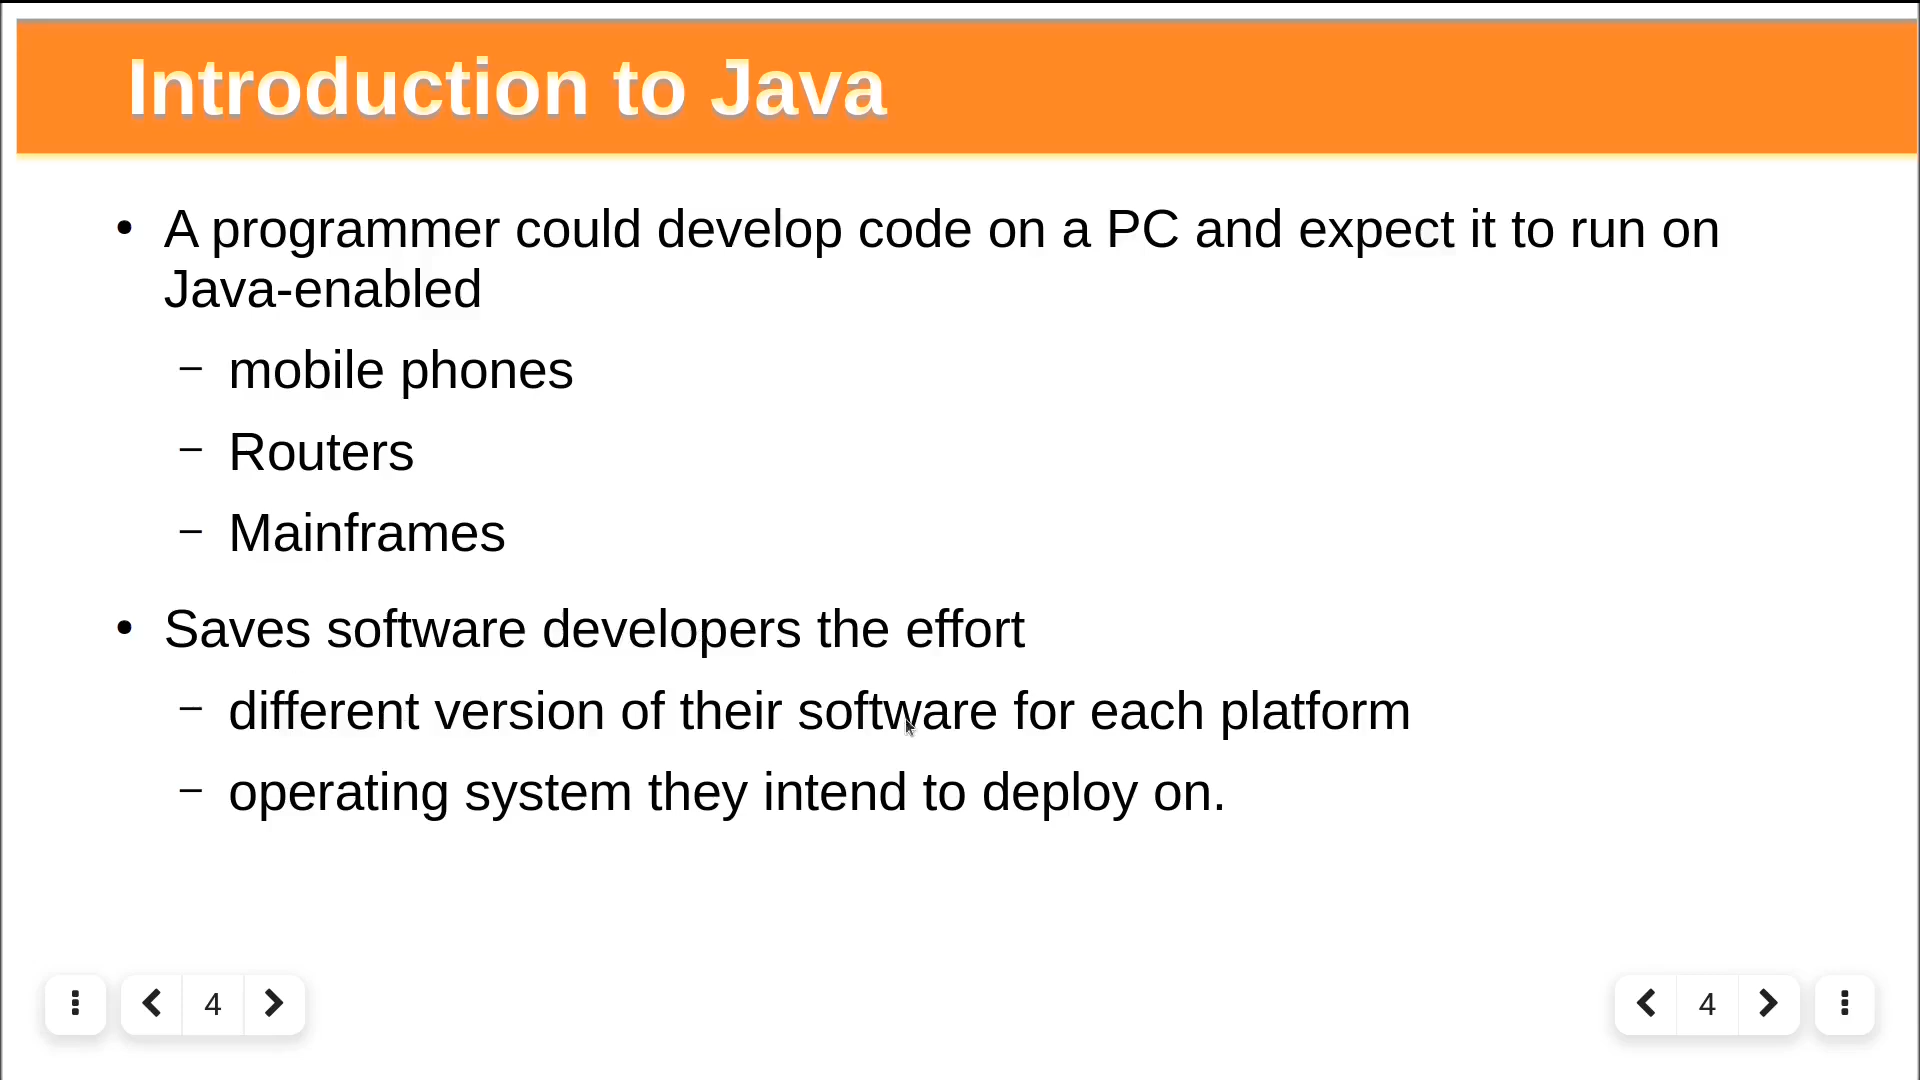 Introduction to Java
• A programmer could develop code on a PC and expect it to run on
Java-enabled
– mobile phones
– Routers
– Mainframes
• Saves software developers the effort
– different version of their software for each platform
– operating system they intend to deploy on.
4
4